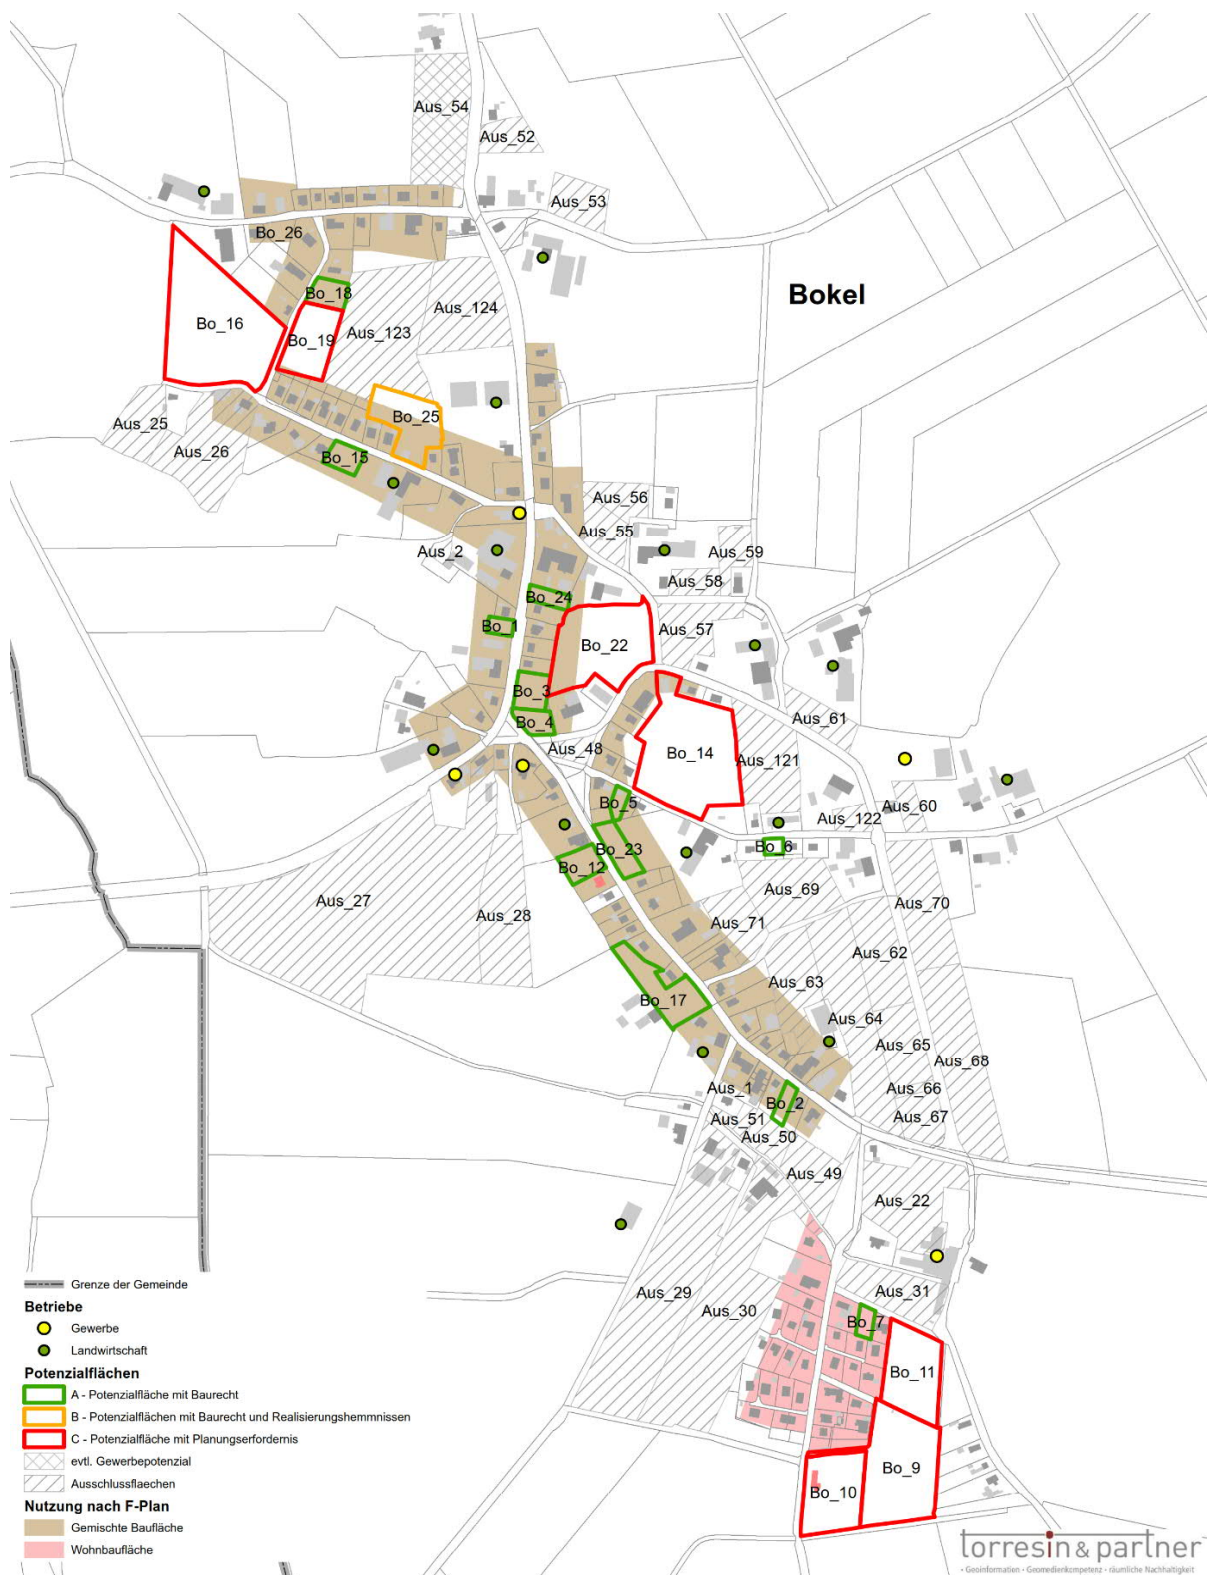 Aus_54
Aus_52
Aus_53
Bo_26
Bokel
Bo_18
Aus_124
Bo_16
Aus_123
Bo_19
Bo_25
Aus_25
Aus_26
Bo_15
Aus_56
Aus_55
Aus_2
Aus_59
Aus_58
Bo_24
Bo_1
Aus_57
Bo_22
Bo_3
Bo_4
Aus_61
Aus_48
Bo_14
Aus_121
Bo_5
Aus_60
Aus_122
Bo_23
Bo_6
Bo_12
Aus_69
Aus_27
Aus_70
Aus_71
Aus_28
Aus_62
Aus_63
Bo_17
Aus_64
Aus_65
Aus_68
Aus_1
Aus_66
Bo_2
Aus_51
Aus_67
Aus_50
Aus_49
Aus_22
Grenze der Gemeinde
Aus_29
Aus_31
Aus_30
Betriebe
Gewerbe
Bo_7
Landwirtschaft
Bo_11
Potenzialflächen
A - Potenzialfläche mit Baurecht
B - Potenzialflächen mit Baurecht und Realisierungshemmnissen
C - Potenzialfläche mit Planungserfordernis
evtl. Gewerbepotenzial
Bo_9
Ausschlussflaechen
Bo_10
Nutzung nach F-Plan
Gemischte Baufläche
Wohnbaufläche
torresin & partner
• Geoinformation • Geomedienkompetenz • räumliche Nachhaltigkeit